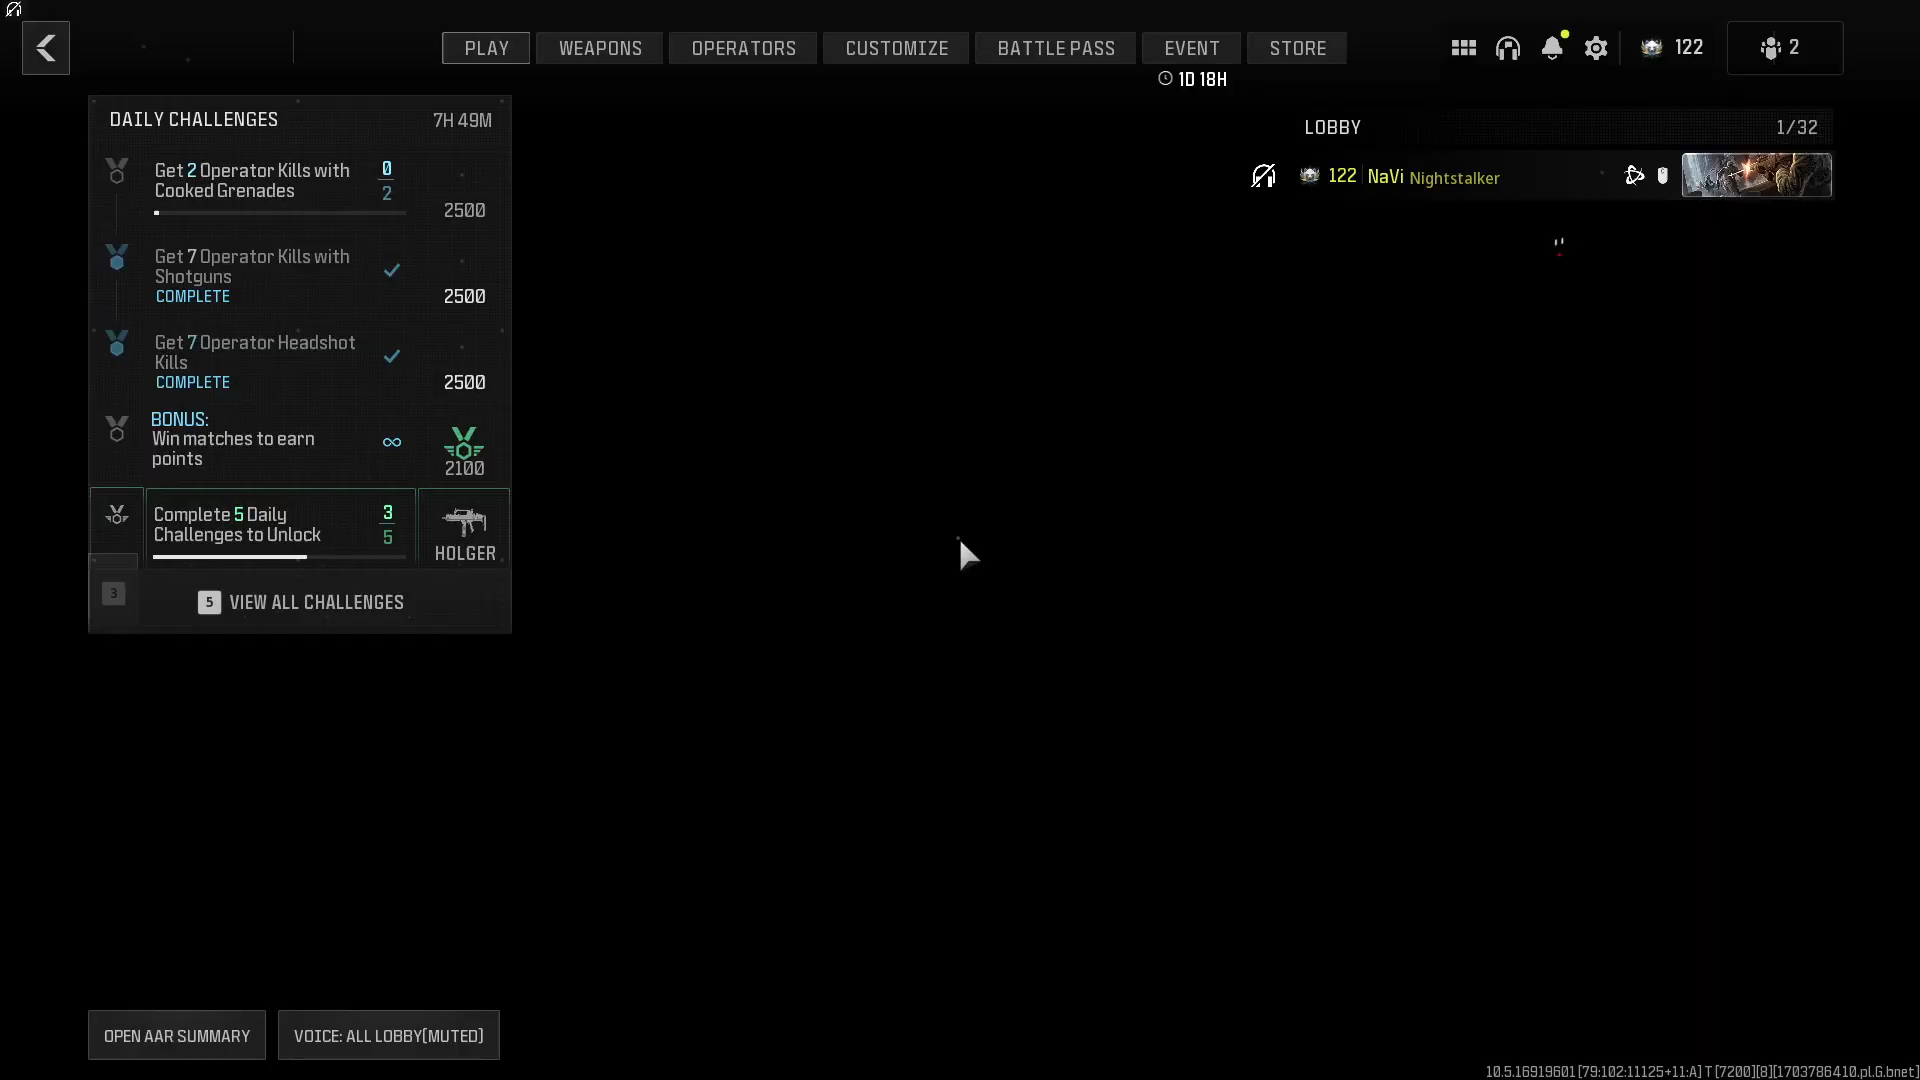 PLAY
WEAPONS
OPERATORS
CUSTOMIZE
BATTLE PASS
EVENT
STORE
122
2
1D 18H
DAILY CHALLENGES
7H 49M
Get 2 Operator Kills with
Cooked Grenades
0
2
2500
Get 7 Operator Kills with
Shotguns
COMPLETE
2500
Get 7 Operator Headshot
Kills
COMPLETE
2500
BONUS:
Win matches to earn
points
∞
2100
Complete 5 Daily
Challenges to Unlock
3
5
HOLGER
3
5 VIEW ALL CHALLENGES
LOBBY
1/32
122 NaVi Nightstalker
OPEN AAR SUMMARY
VOICE: ALL LOBBY[MUTED]
10.5.16919601 [79:102:11125+11:A] T [7200][8][1703786410.pl.G.bnet]